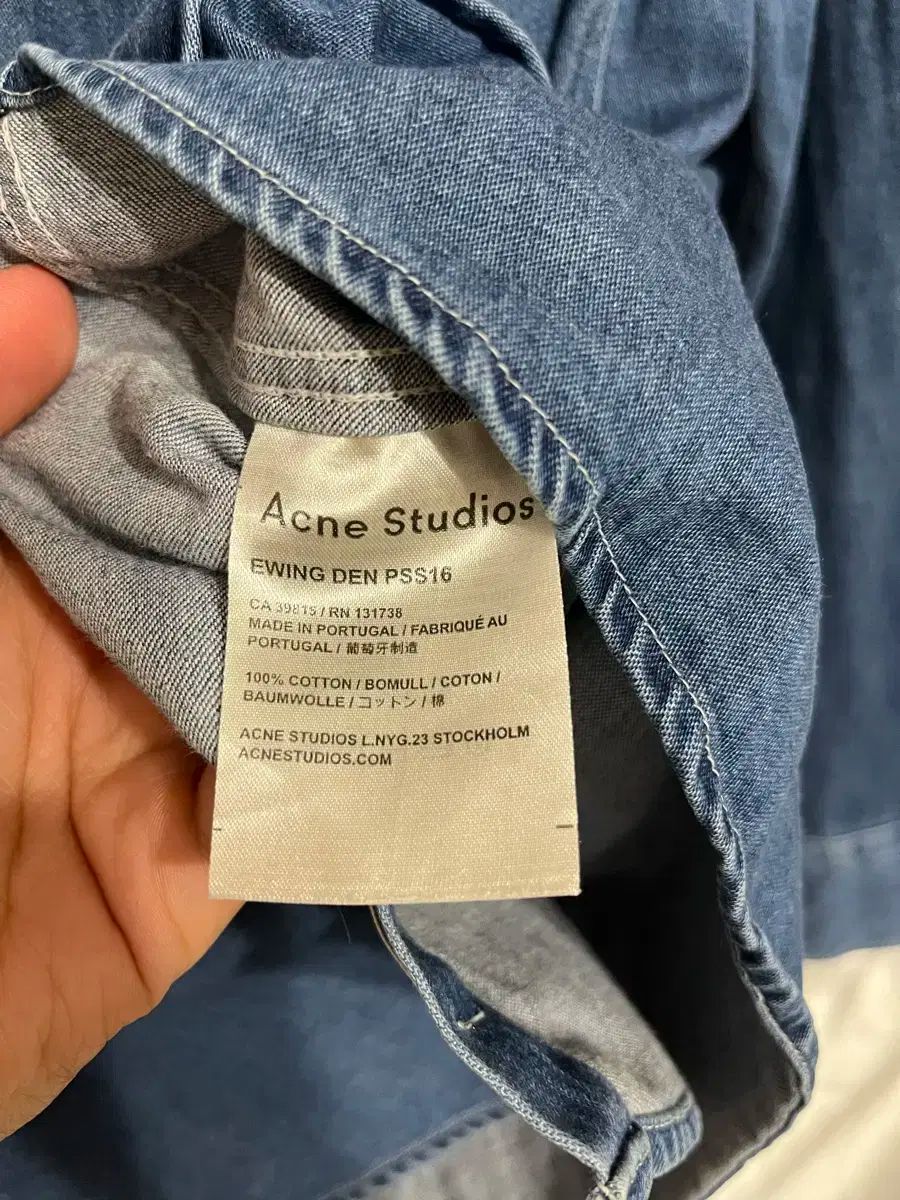 Acne Studios
EWING DEN PSS16
CA 39815 / RN 131738
MADE IN PORTUGAL / FABRIQUÉ AU
PORTUGAL / 葡萄牙制造
100% COTTON / BOMULL / COTON /
BAUMWOLLE / コットン / 棉
ACNE STUDIOS L.NYG.23 STOCKHOLM
ACNESTUDIOS.COM